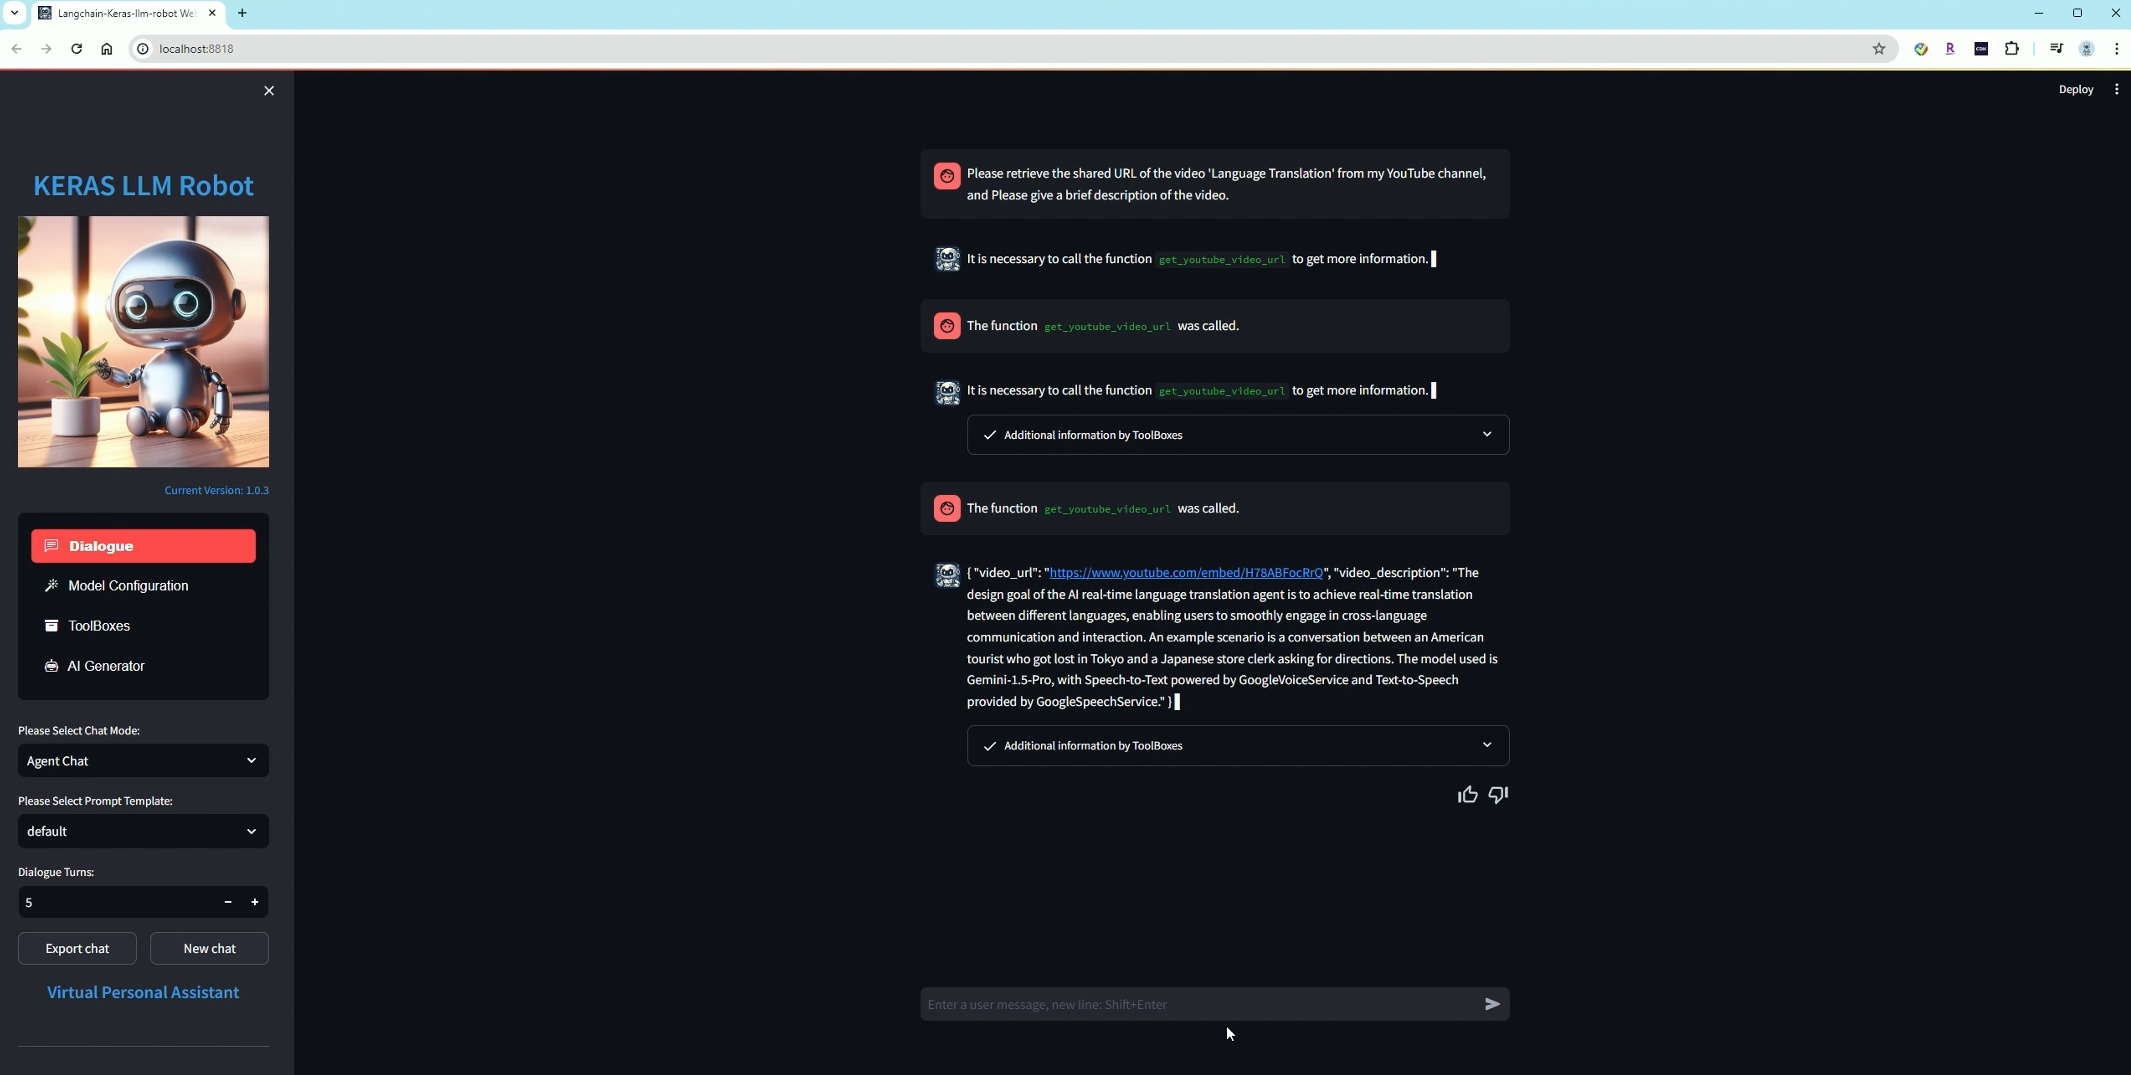 Langchain-Keras-llm-robot We
localhost:8818
Deploy
KERAS LLM Robot
Current Version: 1.0.3
Dialogue
Model Configuration
ToolBoxes
AI Generator
Please Select Chat Mode:
Agent Chat
Please Select Prompt Template:
default
Dialogue Turns:
5
Export chat
New chat
Virtual Personal Assistant
Please retrieve the shared URL of the video 'Language Translation' from my YouTube channel,
and Please give a brief description of the video.
It is necessary to call the function get_youtube_video_url to get more information.
The function get_youtube_video_url was called.
It is necessary to call the function get_youtube_video_url to get more information.
Additional information by ToolBoxes
The function get_youtube_video_url was called.
{ "video_url": "https://www.youtube.com/embed/H78ABFocRrQ", "video_description": "The
design goal of the AI real-time language translation agent is to achieve real-time translation
between different languages, enabling users to smoothly engage in cross-language
communication and interaction. An example scenario is a conversation between an American
tourist who got lost in Tokyo and a Japanese store clerk asking for directions. The model used is
Gemini-1.5-Pro, with Speech-to-Text powered by GoogleVoiceService and Text-to-Speech
provided by GoogleSpeechService." }
Additional information by ToolBoxes
Enter a user message, new line: Shift+Enter